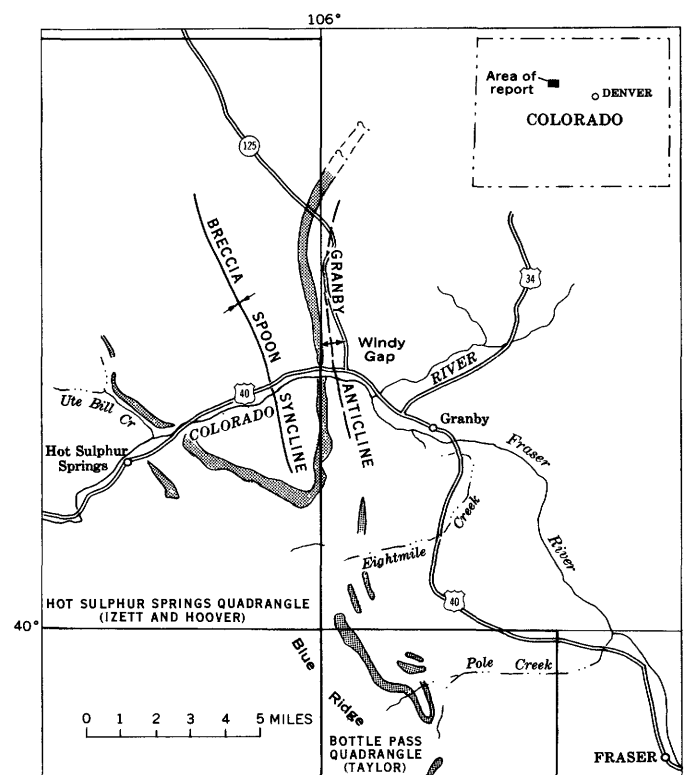 106°
Area of
report
DENVER
COLORADO
125
?
?
BRECCIA SPOON SYNCLINE
GRANBY ANTICLINE
34
Windy
Gap
RIVER
40
COLORADO
Ute Bill Cr
Granby
Hot Sulphur
Springs
Fraser River
Eightmile Creek
40
HOT SULPHUR SPRINGS QUADRANGLE
(IZETT AND HOOVER)
40°
Blue Ridge
Pole Creek
0 1 2 3 4 5 MILES
BOTTLE PASS
QUADRANGLE
(TAYLOR)
FRASER